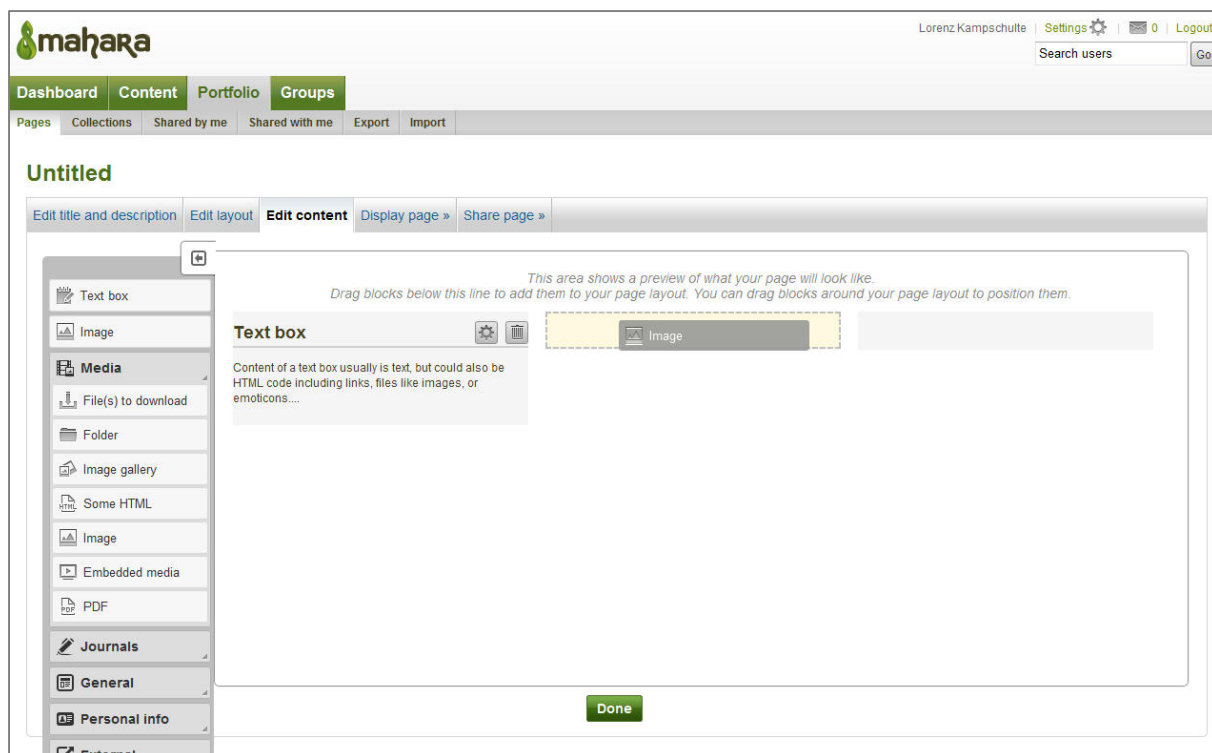 mahara
Lorenz Kampschulte | Settings | 0 | Logout
Search users Go
Dashboard Content Portfolio Groups
Pages Collections Shared by me Shared with me Export Import
Untitled
Edit title and description Edit layout Edit content Display page » Share page »
This area shows a preview of what your page will look like.
Drag blocks below this line to add them to your page layout. You can drag blocks around your page layout to position them.
Text box
Image
Media
File(s) to download
Folder
Image gallery
HTML Some HTML
Image
Embedded media
PDF PDF
Journals
General
Personal info
External
Text box
Content of a text box usually is text, but could also be
HTML code including links, files like images, or
emoticons....
Image
Done